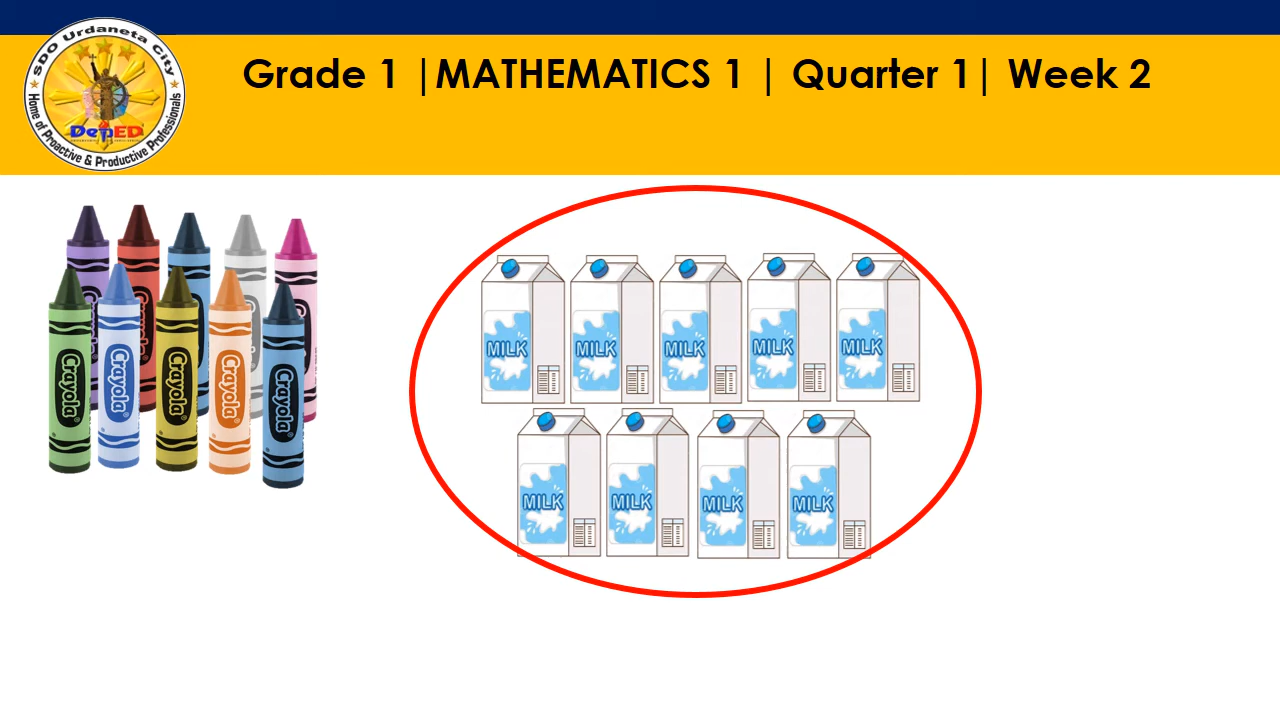 Grade 1 |MATHEMATICS 1 | Quarter 1| Week 2
SDO Urdaneta City
DepED
Home of Proactive & Productive Professionals
Crayola
Crayola
Crayola
Crayola
Crayola
MILK
MILK
MILK
MILK
MILK
MILK
MILK
MILK
MILK